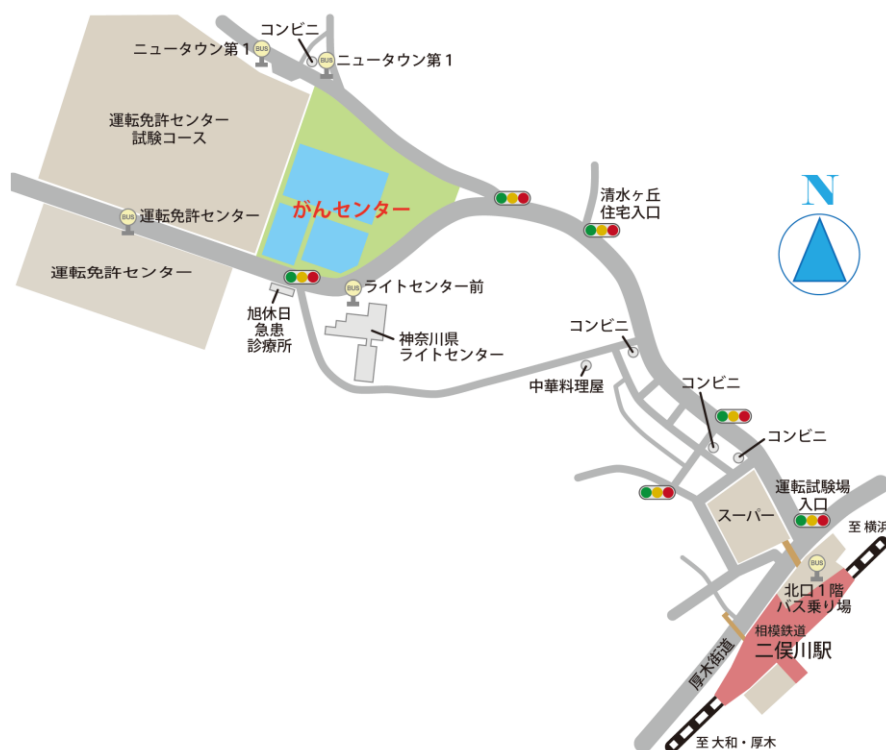 コンビニ
ニュータウン第1
BUS
BUS
ニュータウン第1
運転免許センター
試験コース
がんセンター
清水ヶ丘
住宅入口
N
BUS
運転免許センター
運転免許センター
BUS
ライトセンター前
旭休日
急患
診療所
神奈川県
ライトセンター
コンビニ
中華料理屋
コンビニ
コンビニ
運転試験場
入口
スーパー
至 横浜
BUS
北口1階
バス乗り場
相模鉄道
二俣川駅
厚木街道
至 大和・厚木